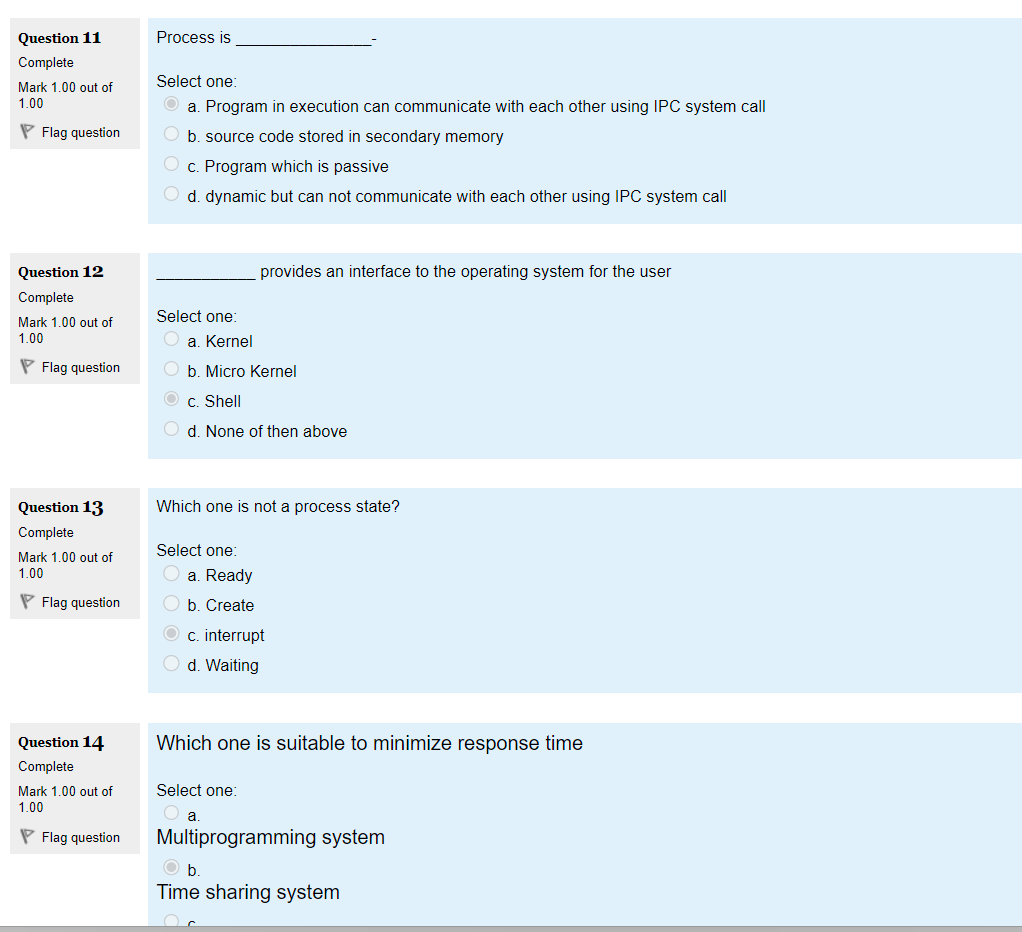 Question 11
Complete
Mark 1.00 out of
1.00
Flag question
Process is ________________-
Select one:
a. Program in execution can communicate with each other using IPC system call
b. source code stored in secondary memory
c. Program which is passive
d. dynamic but can not communicate with each other using IPC system call
Question 12
Complete
Mark 1.00 out of
1.00
Flag question
___________ provides an interface to the operating system for the user
Select one:
a. Kernel
b. Micro Kernel
c. Shell
d. None of then above
Question 13
Complete
Mark 1.00 out of
1.00
Flag question
Which one is not a process state?
Select one:
a. Ready
b. Create
c. interrupt
d. Waiting
Question 14
Complete
Mark 1.00 out of
1.00
Flag question
Which one is suitable to minimize response time
Select one:
a.
Multiprogramming system
b.
Time sharing system